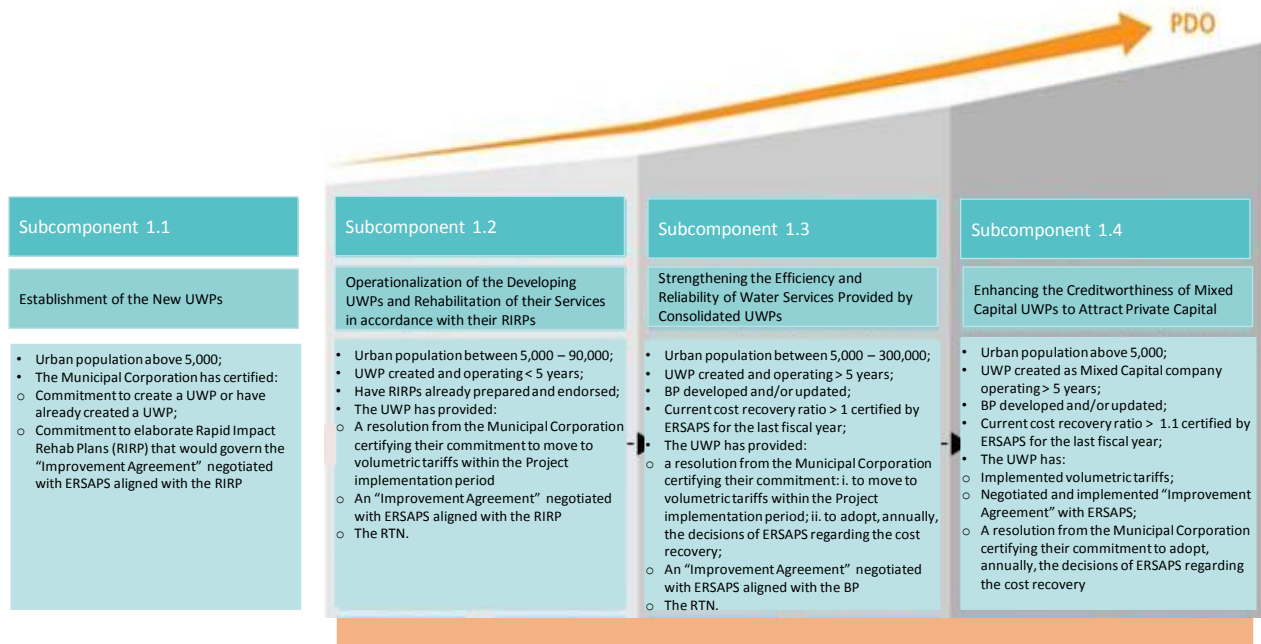 PDO
Subcomponent 1.1
Establishment of the New UWPs
• Urban population above 5,000;
• The Municipal Corporation has certified:
o Commitment to create a UWP or have
already created a UWP;
o Commitment to elaborate Rapid Impact
Rehab Plans (RIRP) that would govern the
“Improvement Agreement” negotiated
with ERSAPS aligned with the RIRP
Subcomponent 1.2
Operationalization of the Developing
UWPs and Rehabilitation of their Services
in accordance with their RIRPs
• Urban population between 5,000 – 90,000;
• UWP created and operating < 5 years;
• Have RIRPs already prepared and endorsed;
• The UWP has provided:
o A resolution from the Municipal Corporation
certifying their commitment to move to
volumetric tariffs within the Project
implementation period
o An “Improvement Agreement” negotiated
with ERSAPS aligned with the RIRP
o The RTN.
Subcomponent 1.3
Strengthening the Efficiency and
Reliability of Water Services Provided by
Consolidated UWPs
• Urban population between 5,000 – 300,000;
• UWP created and operating > 5 years;
• BP developed and/or updated;
• Current cost recovery ratio > 1 certified by
ERSAPS for the last fiscal year;
• The UWP has provided:
o a resolution from the Municipal Corporation
certifying their commitment: i. to move to
volumetric tariffs within the Project
implementation period; ii. to adopt, annually,
the decisions of ERSAPS regarding the cost
recovery;
o An “Improvement Agreement” negotiated
with ERSAPS aligned with the BP
o The RTN.
Subcomponent 1.4
Enhancing the Creditworthiness of Mixed
Capital UWPs to Attract Private Capital
• Urban population above 5,000;
• UWP created as Mixed Capital company
operating > 5 years;
• BP developed and/or updated;
• Current cost recovery ratio > 1.1 certified by
ERSAPS for the last fiscal year;
• The UWP has:
o Implemented volumetric tariffs;
o Negotiated and implemented “Improvement
Agreement” with ERSAPS;
o A resolution from the Municipal Corporation
certifying their commitment to adopt,
annually, the decisions of ERSAPS regarding
the cost recovery